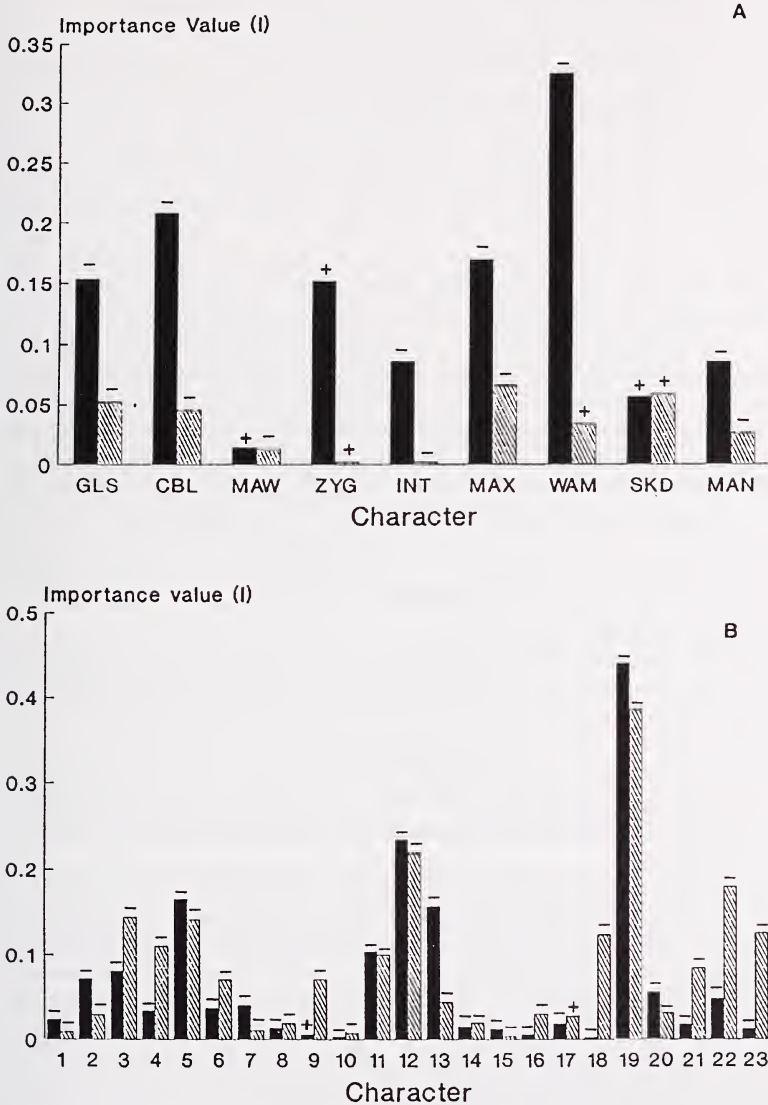 A
Importance Value (I)
0.35
0.3
0.25
0.2
0.15
0.1
0.05
0
− − − − + − + − + − − − − − + + + − −
GLS CBL MAW ZYG INT MAX WAM SKD MAN
Character
Importance value (I)
B
0.5
0.4
0.3
0.2
0.1
0
1 2 3 4 5 6 7 8 9 10 11 12 13 14 15 16 17 18 19 20 21 22 23
Character